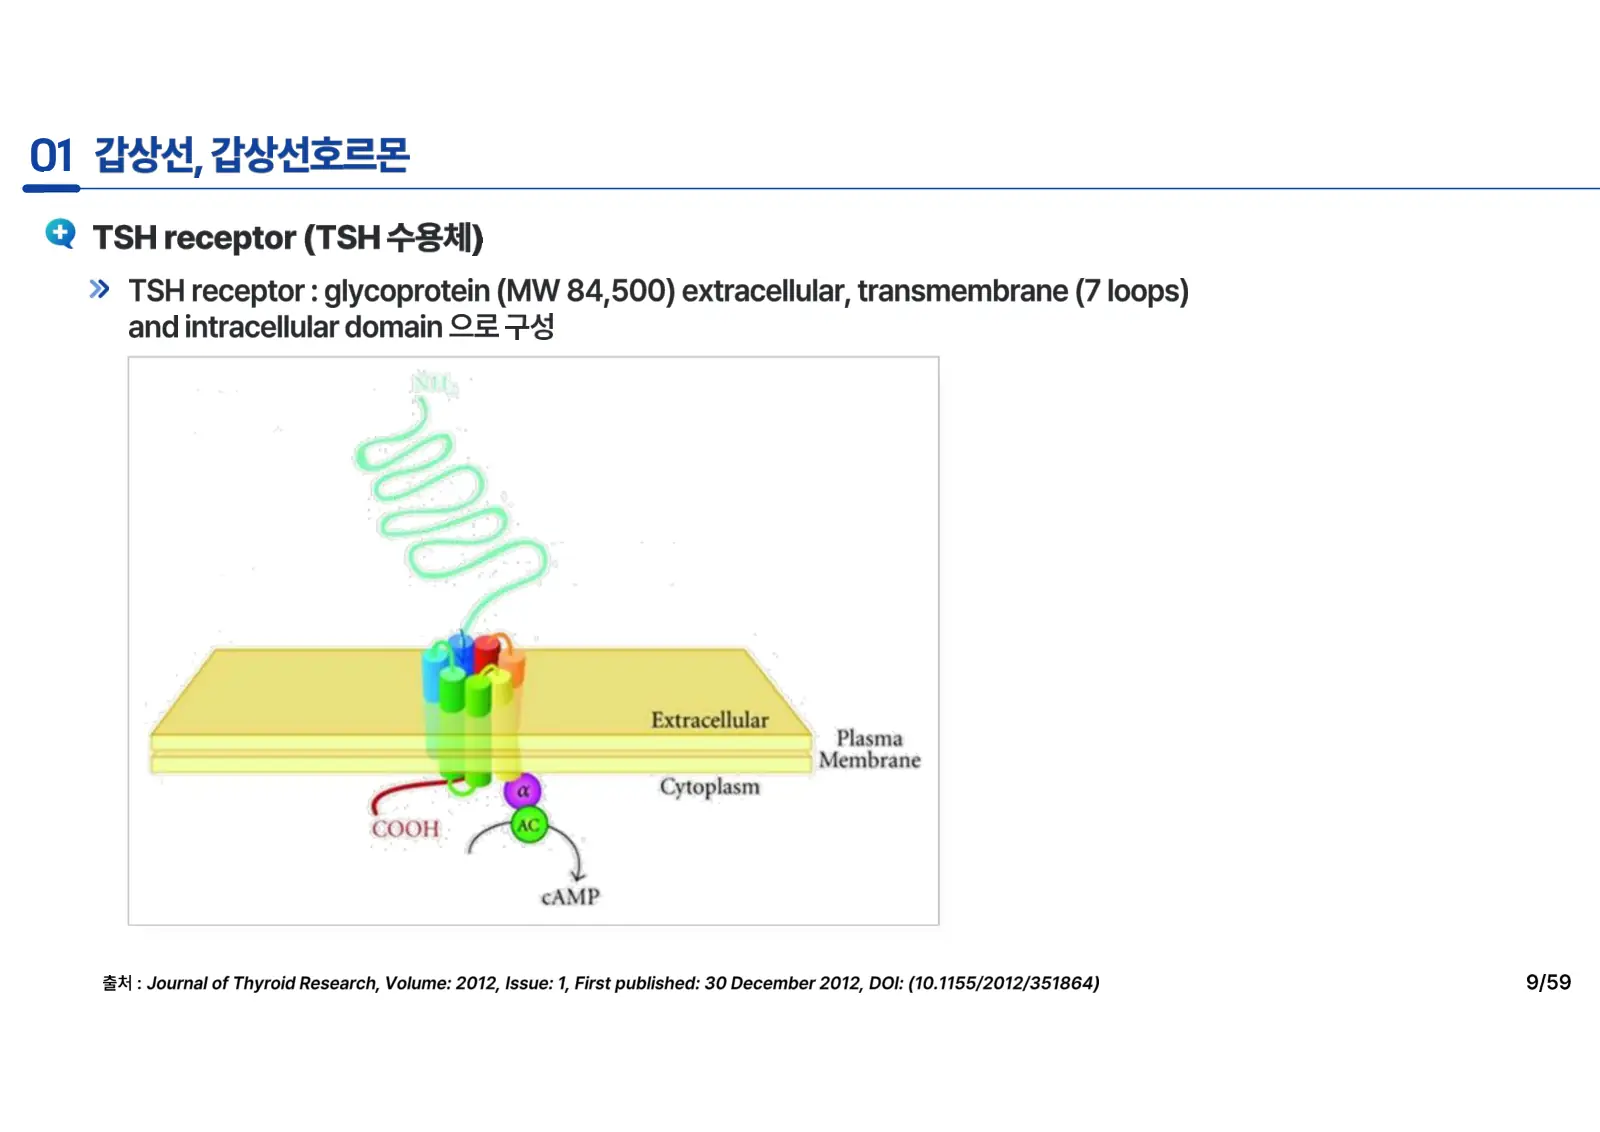 01 갑상선, 갑상선호르몬
TSH receptor (TSH 수용체)
TSH receptor : glycoprotein (MW 84,500) extracellular, transmembrane (7 loops)
and intracellular domain 으로 구성
NH2
Extracellular
Plasma
Membrane
Cytoplasm
α
COOH
AC
cAMP
출처 : Journal of Thyroid Research, Volume: 2012, Issue: 1, First published: 30 December 2012, DOI: (10.1155/2012/351864)
9/59